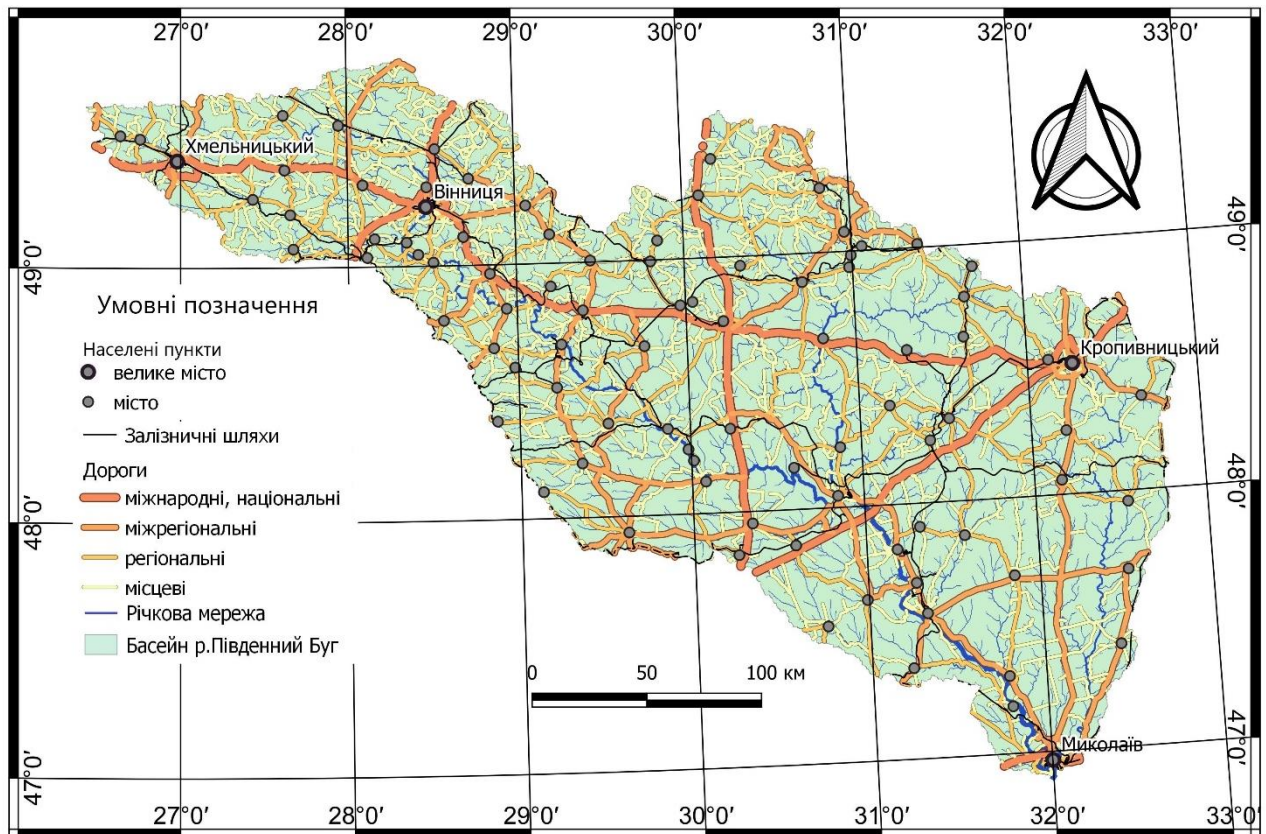 27°0′ 28°0′ 29°0′ 30°0′ 31°0′ 32°0′ 33°0′
Хмельницький
Вінниця
49°0′
49°0′
Умовні позначення
Населені пункти
велике місто
місто
Залізничні шляхи
Дороги
міжнародні, національні
міжрегіональні
регіональні
місцеві
Річкова мережа
Басейн р.Південний Буг
Кропивницький
48°0′
48°0′
0 50 100 км
Миколаїв
47°0′
47°0′
27°0′ 28°0′ 29°0′ 30°0′ 31°0′ 32°0′ 33°0′